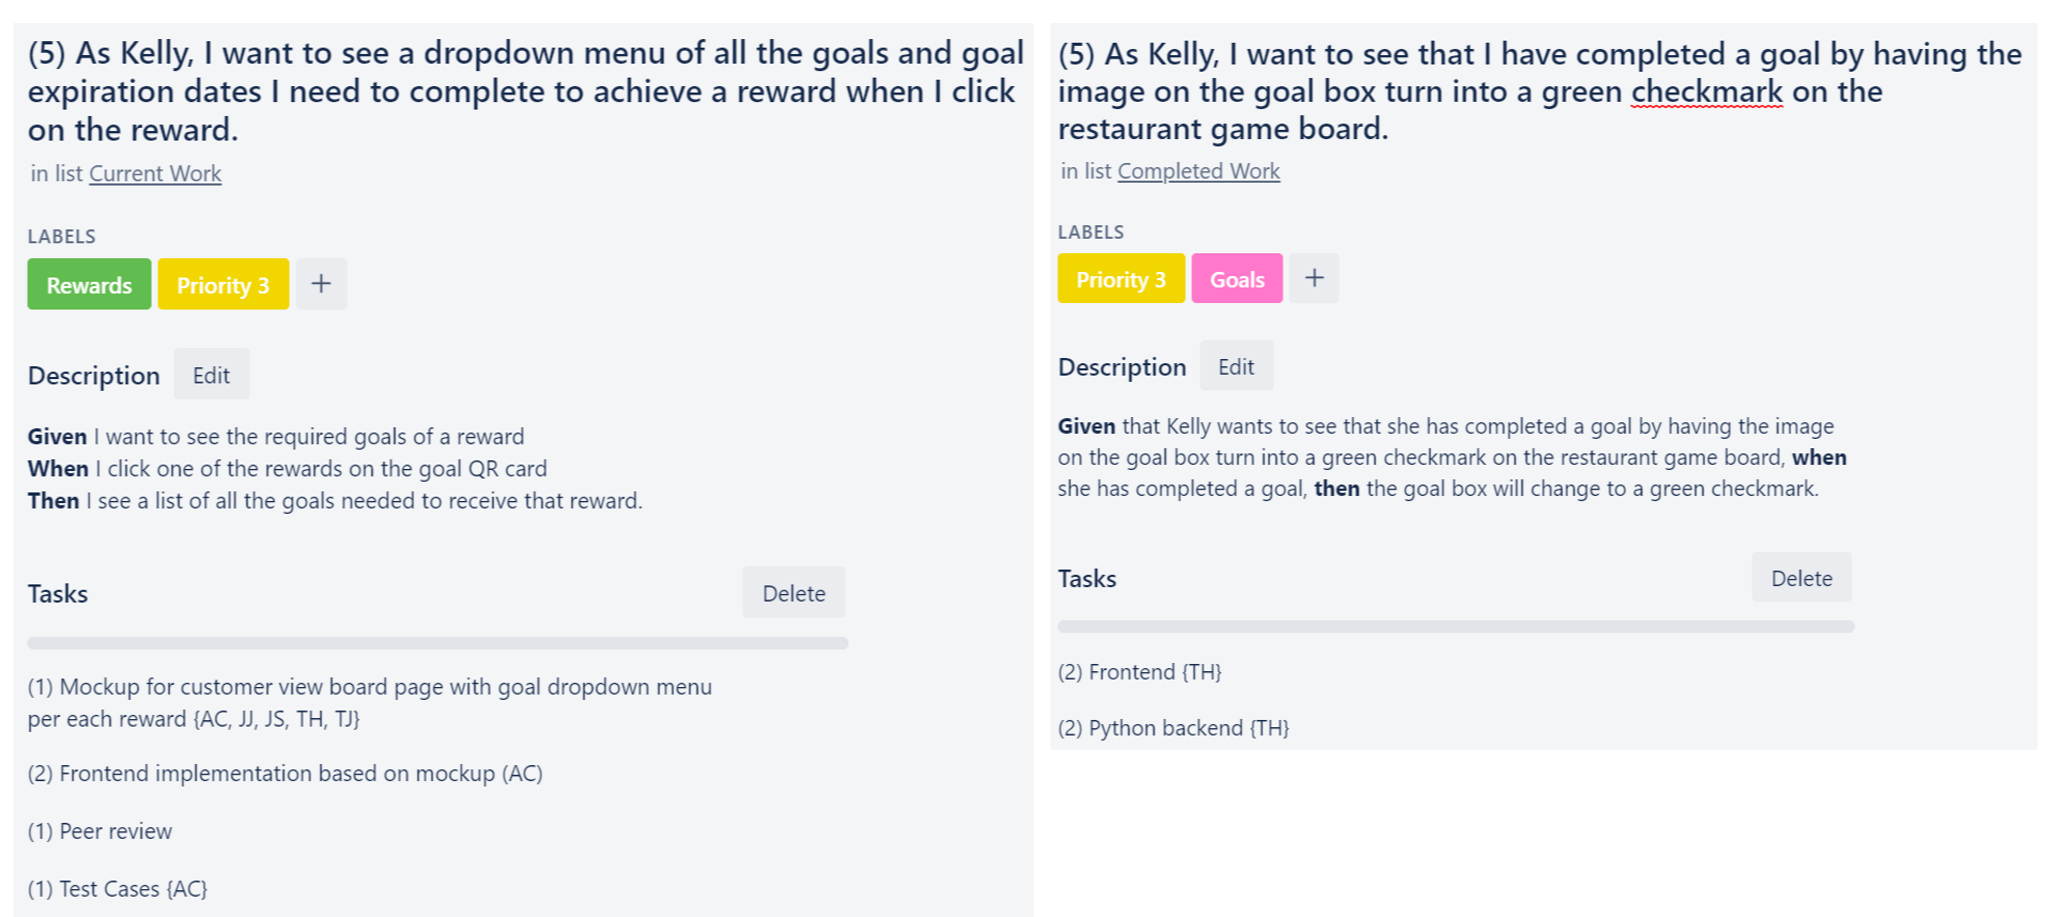 (5) As Kelly, I want to see a dropdown menu of all the goals and goal
expiration dates I need to complete to achieve a reward when I click
on the reward.
in list Current Work
LABELS
Rewards Priority 3 +
Description Edit
Given I want to see the required goals of a reward
When I click one of the rewards on the goal QR card
Then I see a list of all the goals needed to receive that reward.
Tasks Delete
(1) Mockup for customer view board page with goal dropdown menu
per each reward {AC, JJ, JS, TH, TJ}
(2) Frontend implementation based on mockup (AC)
(1) Peer review
(1) Test Cases {AC}
(5) As Kelly, I want to see that I have completed a goal by having the
image on the goal box turn into a green checkmark on the
restaurant game board.
in list Completed Work
LABELS
Priority 3 Goals +
Description Edit
Given that Kelly wants to see that she has completed a goal by having the image
on the goal box turn into a green checkmark on the restaurant game board, when
she has completed a goal, then the goal box will change to a green checkmark.
Tasks Delete
(2) Frontend {TH}
(2) Python backend {TH}